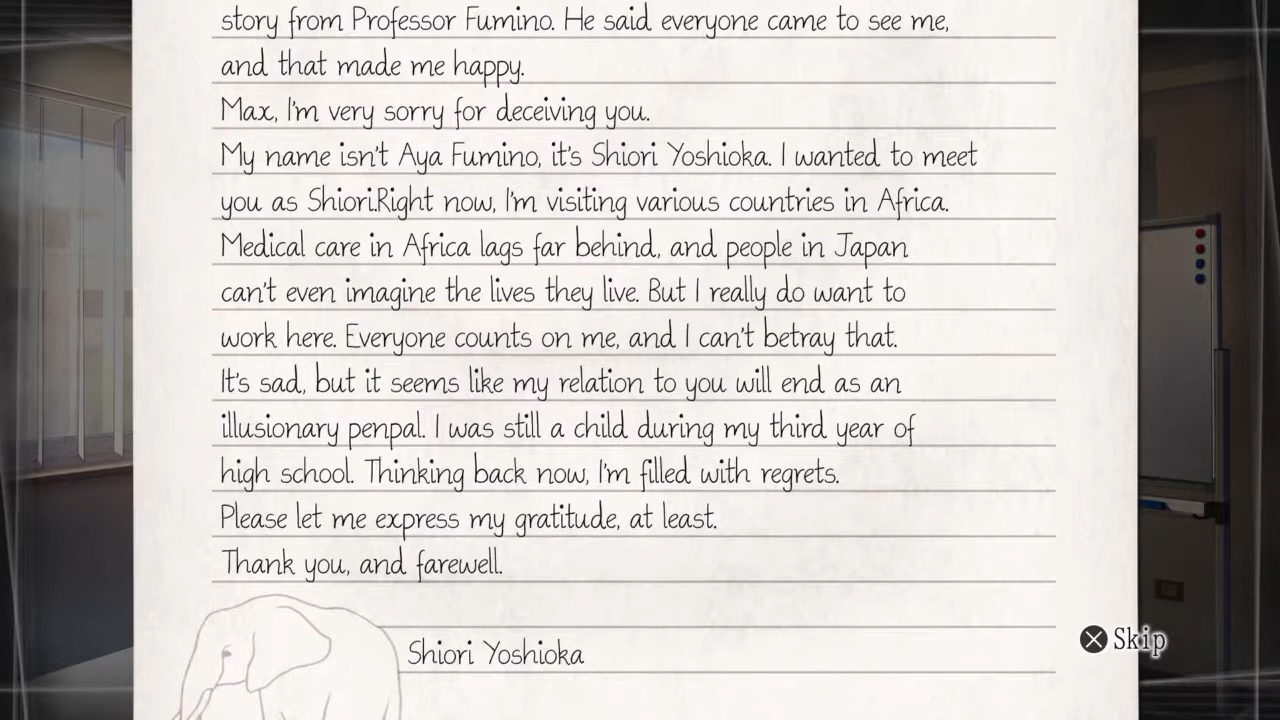 story from Professor Fumino. He said everyone came to see me,
and that made me happy.
Max, I'm very sorry for deceiving you.
My name isn't Aya Fumino, it's Shiori Yoshioka. I wanted to meet
you as Shiori.Right now, I'm visiting various countries in Africa.
Medical care in Africa lags far behind, and people in Japan
can't even imagine the lives they live. But I really do want to
work here. Everyone counts on me, and I can't betray that.
It's sad, but it seems like my relation to you will end as an
illusionary penpal. I was still a child during my third year of
high school. Thinking back now, I'm filled with regrets.
Please let me express my gratitude, at least.
Thank you, and farewell.
Shiori Yoshioka
Skip